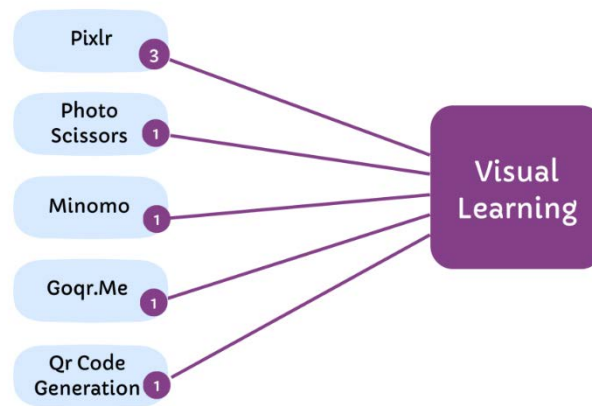 Pixlr
3
Photo
Scissors
1
Minomo
1
Goqr.Me
1
Qr Code
Generation
1
Visual
Learning